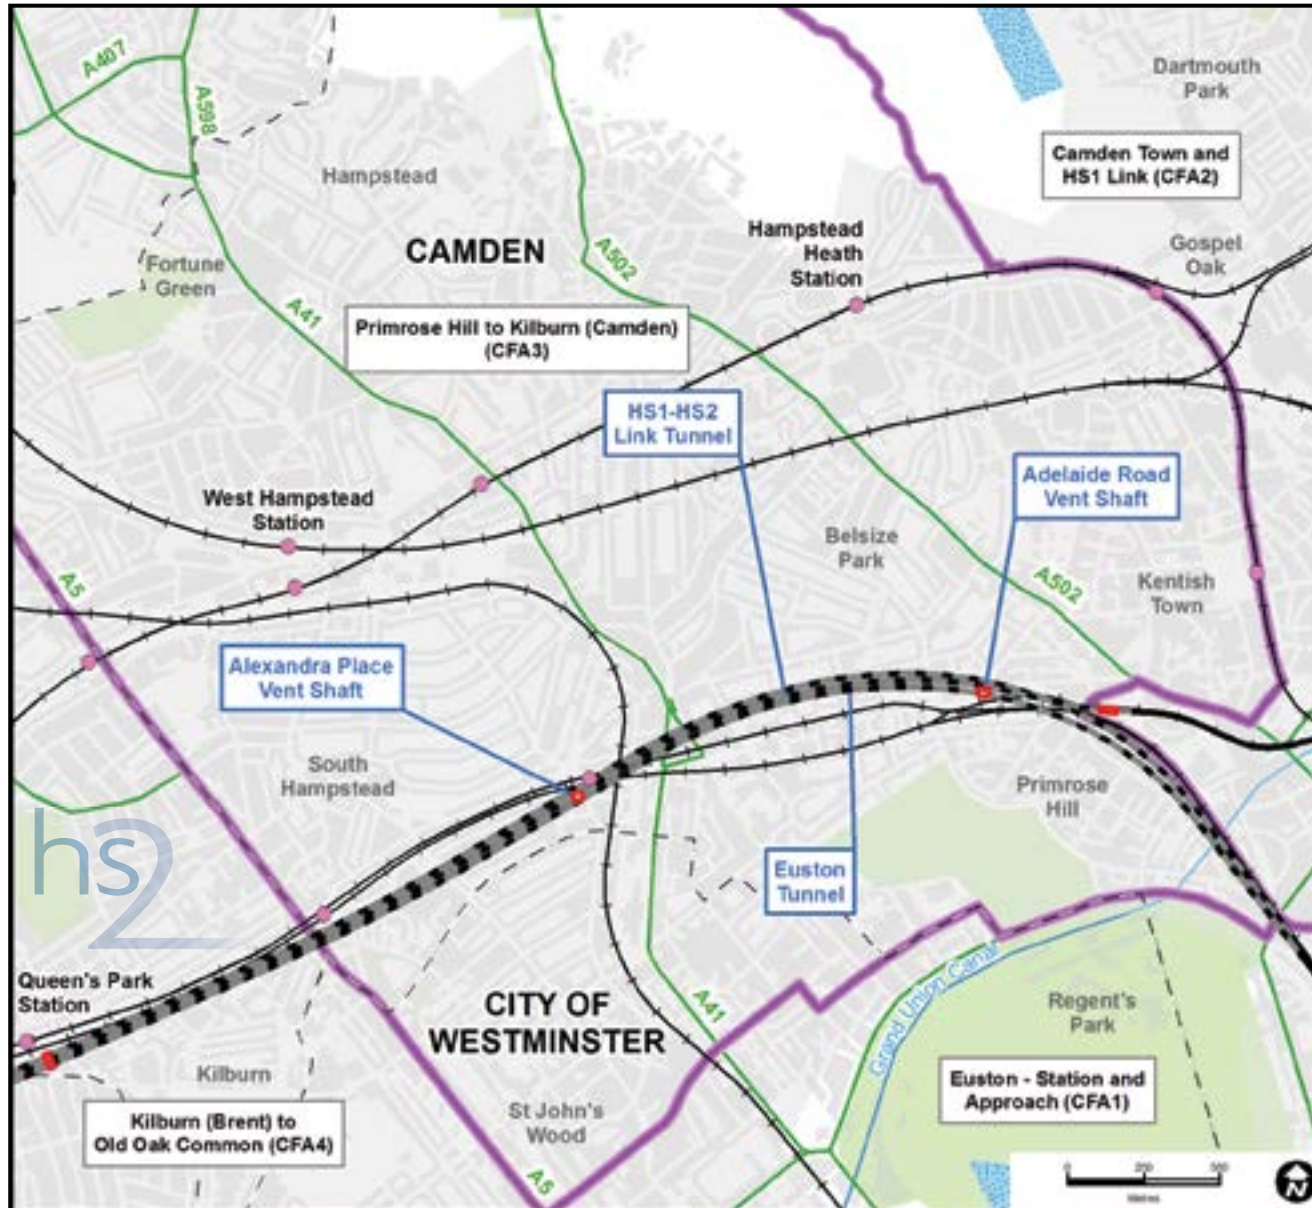 A407
A598
Dartmouth
Park
Camden Town and
HS1 Link (CFA2)
Hampstead
CAMDEN
A502
Hampstead
Heath
Station
Gospel
Oak
Fortune
Green
A41
Primrose Hill to Kilburn (Camden)
(CFA3)
HS1-HS2
Link Tunnel
Adelaide Road
Vent Shaft
West Hampstead
Station
Belsize
Park
A5
A502
Kentish
Town
Alexandra Place
Vent Shaft
South
Hampstead
Primrose
Hill
hs2
Euston
Tunnel
Queen's Park
Station
CITY OF
WESTMINSTER
A41
Grand Union Canal
Regent's
Park
Kilburn
Euston - Station and
Approach (CFA1)
Kilburn (Brent) to
Old Oak Common (CFA4)
St John's
Wood
A5
0
Metres
N